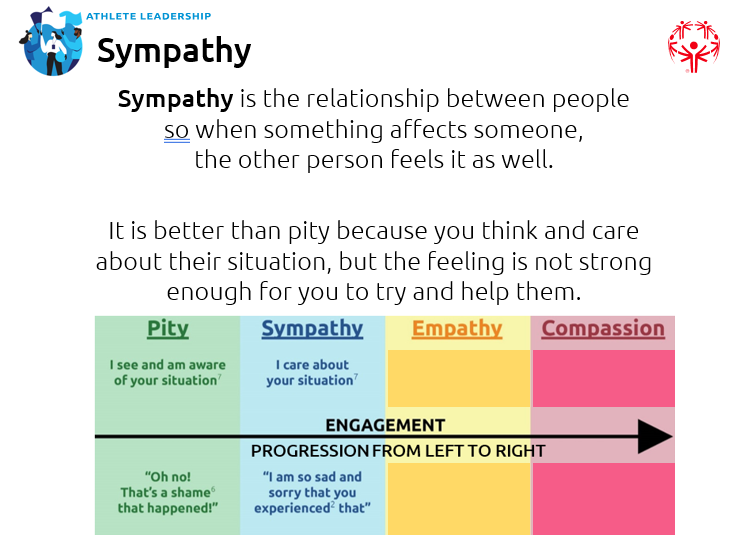 ATHLETE LEADERSHIP
Sympathy
Sympathy is the relationship between people
so when something affects someone,
the other person feels it as well.
It is better than pity because you think and care
about their situation, but the feeling is not strong
enough for you to try and help them.
Pity Sympathy Empathy Compassion
I see and am aware
of your situation7
I care about
your situation7
ENGAGEMENT
PROGRESSION FROM LEFT TO RIGHT
“Oh no!
That’s a shame6
that happened!”
“I am so sad and
sorry that you
experienced2 that”